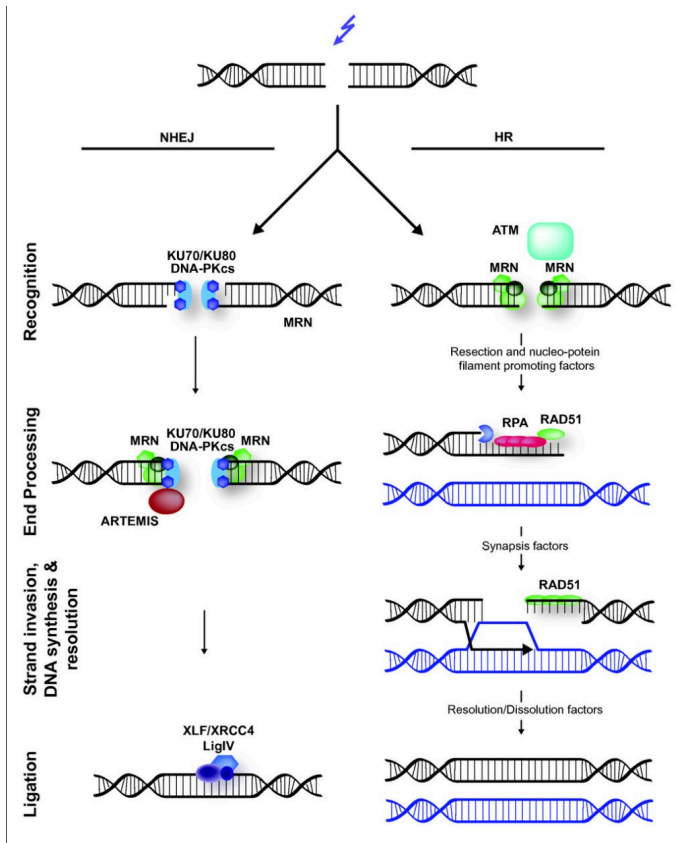 NHEJ
HR
Recognition
KU70/KU80
DNA-PKcs
MRN
ATM
MRN
MRN
Resection and nucleo-potein
filament promoting factors
End Processing
MRN
KU70/KU80
DNA-PKcs
MRN
ARTEMIS
RPA
RAD51
Synapsis factors
Strand invasion,
DNA synthesis &
resolution
RAD51
Resolution/Dissolution factors
Ligation
XLF/XRCC4
LigIV